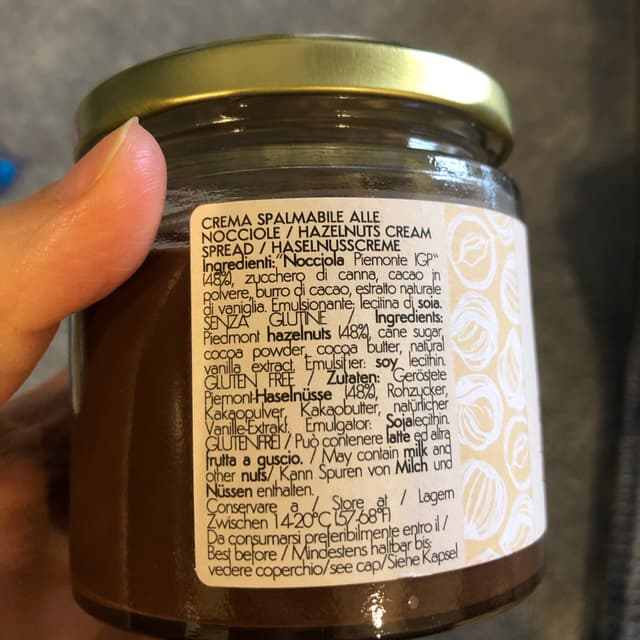 CREMA SPALMABILE ALLE
NOCCIOLE / HAZELNUTS CREAM
SPREAD / HASELNUSSCREME
Ingredienti: "Nocciola Piemonte IGP"
(48%), zucchero di canna, cacao in
polvere, burro di cacao, estratto naturale
di vaniglia. Emulsionante: lecitina di soia.
SENZA GLUTINE / Ingredients:
Piedmont hazelnuts (48%), cane sugar,
cocoa powder, cocoa butter, natural
vanilla extract. Emulsifier: soy lecithin.
GLUTEN FREE / Zutaten: Geröstete
Piemont-Haselnüsse (48%), Rohzucker,
Kakaopulver, Kakaobutter, natürlicher
Vanille-Extrakt. Emulgator: Sojalecithin.
GLUTENFREI / Può contenere latte ed altra
frutta a guscio. / May contain milk and
other nuts/ Kann Spuren von Milch und
Nüssen enthalten.
Conservare a / Store at / Lagern
Zwischen 14-20°C (57-68°F)
Da consumarsi preferibilmente entro il /
Best before / Mindestens haltbar bis:
vedere coperchio/see cap/Siehe Kapsel